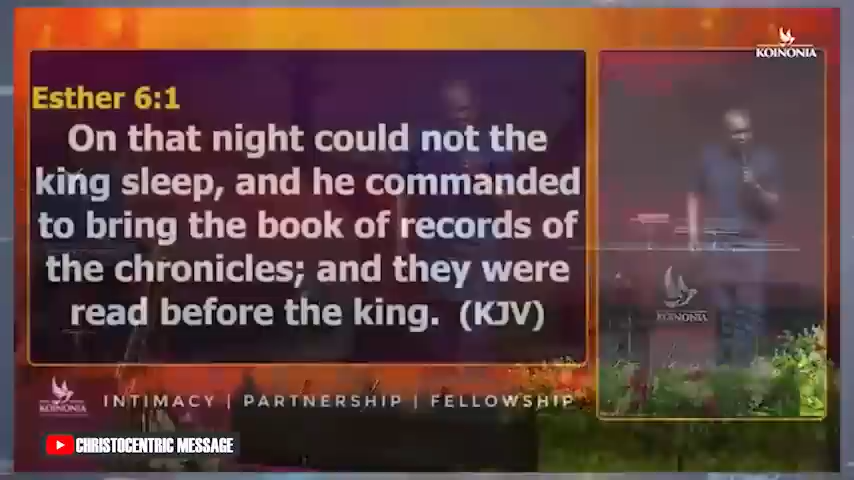 KOINONIA
Esther 6:1
On that night could not the
king sleep, and he commanded
to bring the book of records of
the chronicles; and they were
read before the king. (KJV)
KOINONIA
KOINONIA
INTIMACY | PARTNERSHIP | FELLOWSHIP
CHRISTOCENTRIC MESSAGE